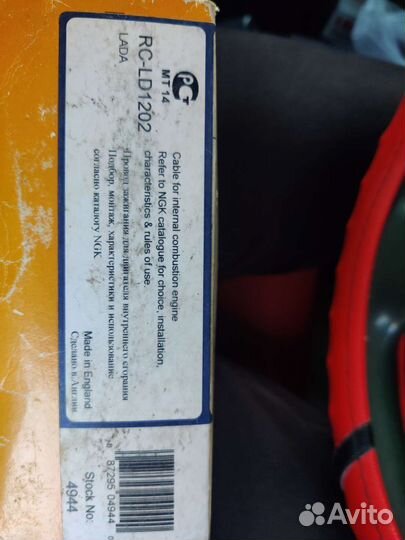 РСТ
MT 14
RC-LD1202
LADA
Cable for internal combustion engine
Refer to NGK catalogue for choice, installation,
characteristics & rules of use
Провод зажигания для двигателя внутреннего сгорания
Подбор, монтаж, характеристики и использование
согласно каталогу NGK
Made in England
Сделано в Англии
87295 04944
Stock No:
4944
Avito